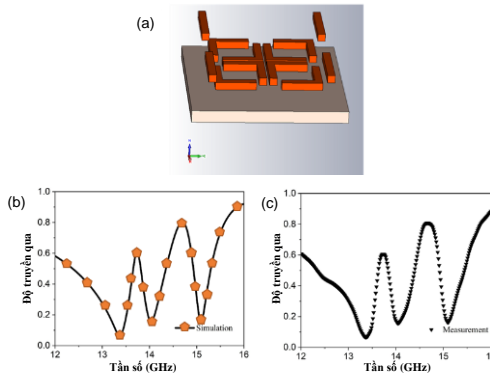 (a)
(b)
Độ truyền qua
1.0
0.8
0.6
0.4
0.2
0.0
Simulation
12 13 14 15 16
Tần số (GHz)
(c)
Độ truyền qua
1.0
0.8
0.6
0.4
0.2
0.0
Measurement
12 13 14 15 16
Tần số (GHz)